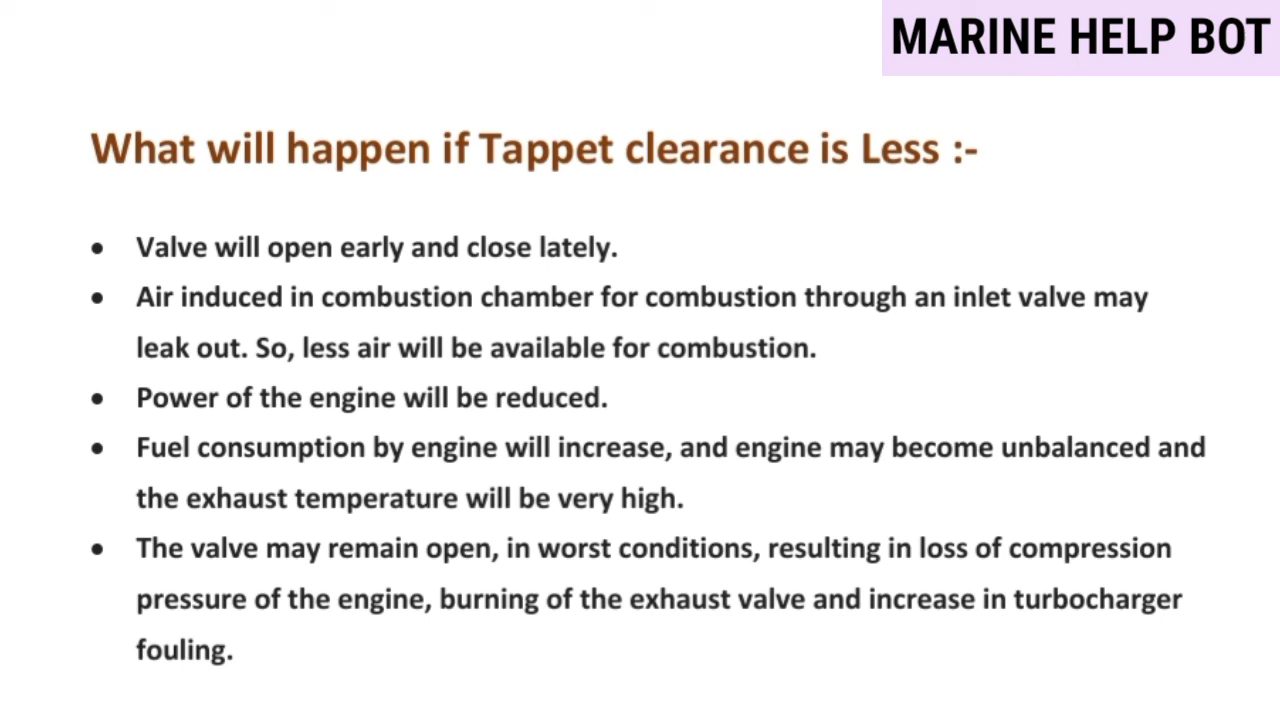 MARINE HELP BOT
What will happen if Tappet clearance is Less :-
• Valve will open early and close lately.
• Air induced in combustion chamber for combustion through an inlet valve may
leak out. So, less air will be available for combustion.
• Power of the engine will be reduced.
• Fuel consumption by engine will increase, and engine may become unbalanced and
the exhaust temperature will be very high.
• The valve may remain open, in worst conditions, resulting in loss of compression
pressure of the engine, burning of the exhaust valve and increase in turbocharger
fouling.